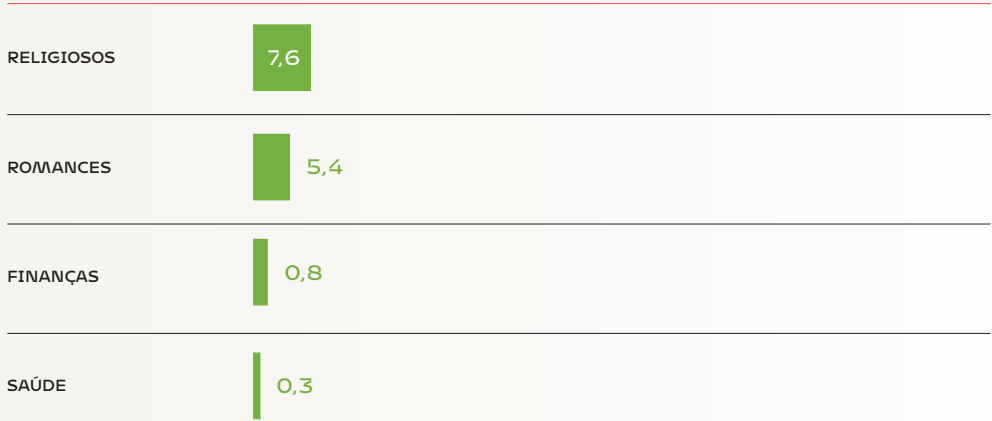 RELIGIOSOS 7,6
ROMANCES 5,4
FINANÇAS 0,8
SAÚDE 0,3